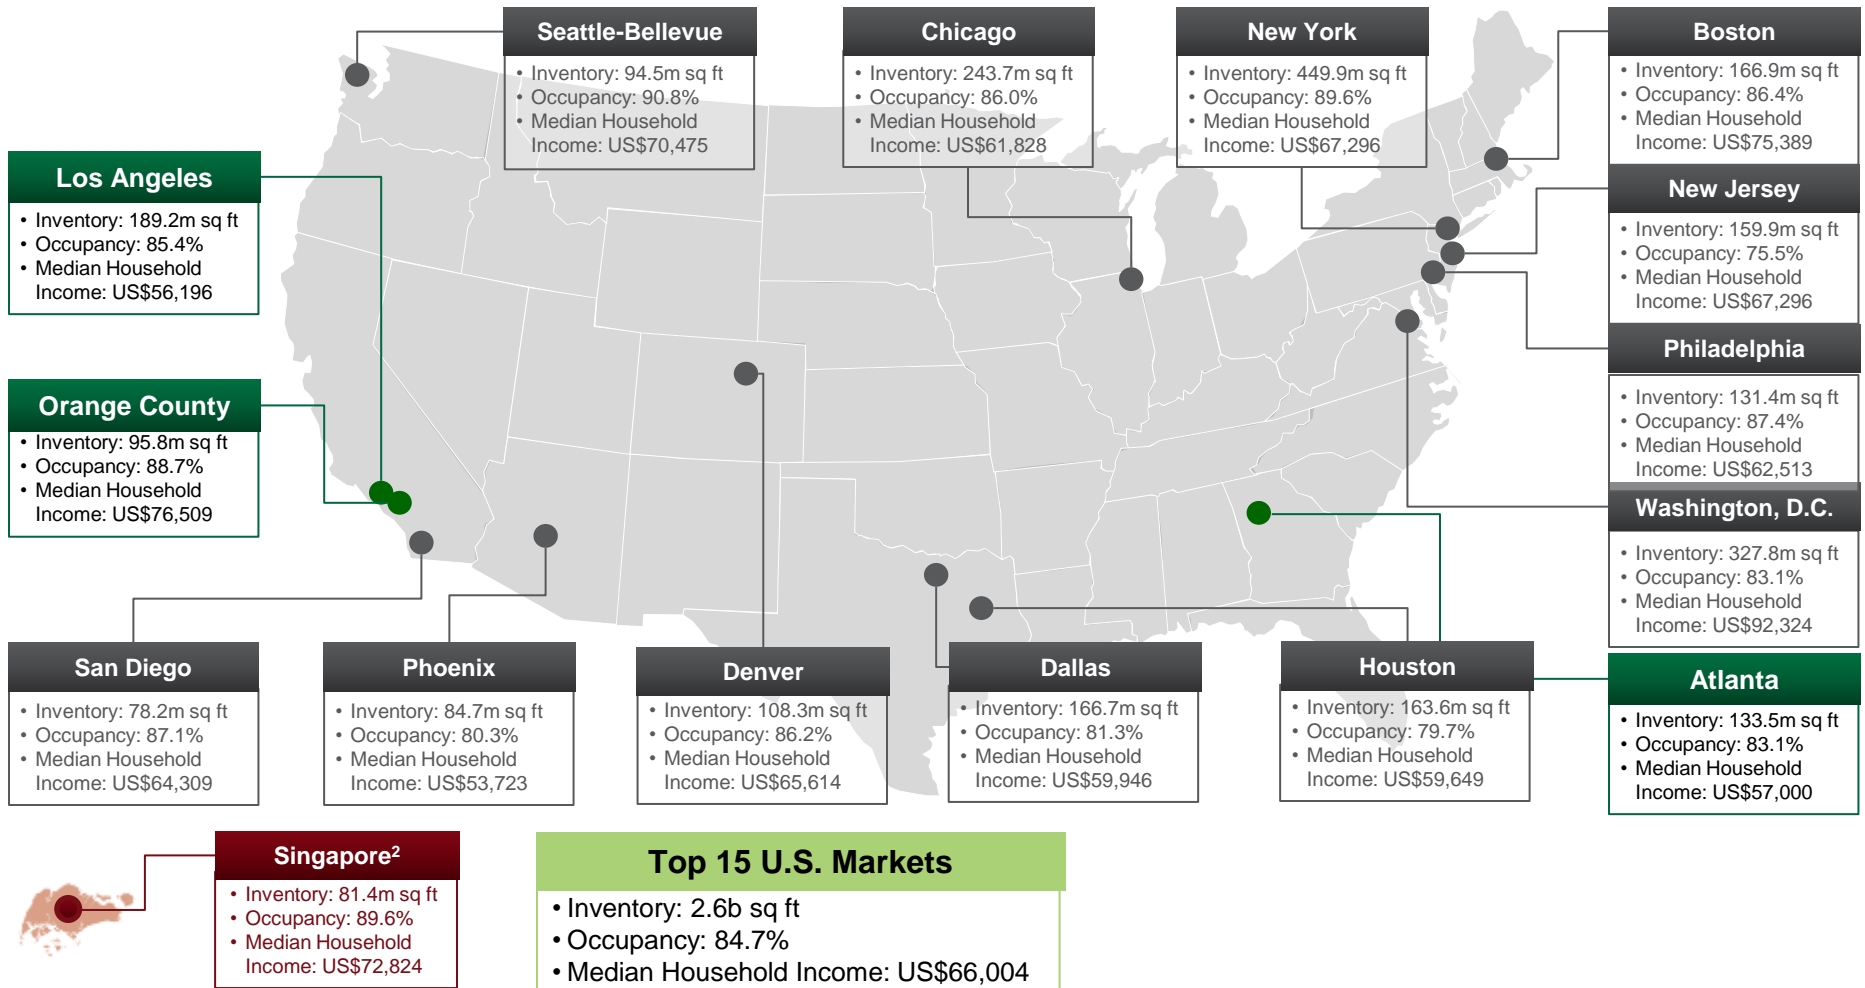 Seattle-Bellevue
• Inventory: 94.5m sq ft
• Occupancy: 90.8%
• Median Household
Income: US$70,475
Chicago
• Inventory: 243.7m sq ft
• Occupancy: 86.0%
• Median Household
Income: US$61,828
New York
• Inventory: 449.9m sq ft
• Occupancy: 89.6%
• Median Household
Income: US$67,296
Boston
• Inventory: 166.9m sq ft
• Occupancy: 86.4%
• Median Household
Income: US$75,389
Los Angeles
• Inventory: 189.2m sq ft
• Occupancy: 85.4%
• Median Household
Income: US$56,196
New Jersey
• Inventory: 159.9m sq ft
• Occupancy: 75.5%
• Median Household
Income: US$67,296
Philadelphia
• Inventory: 131.4m sq ft
• Occupancy: 87.4%
• Median Household
Income: US$62,513
Orange County
• Inventory: 95.8m sq ft
• Occupancy: 88.7%
• Median Household
Income: US$76,509
Washington, D.C.
• Inventory: 327.8m sq ft
• Occupancy: 83.1%
• Median Household
Income: US$92,324
San Diego
• Inventory: 78.2m sq ft
• Occupancy: 87.1%
• Median Household
Income: US$64,309
Phoenix
• Inventory: 84.7m sq ft
• Occupancy: 80.3%
• Median Household
Income: US$53,723
Denver
• Inventory: 108.3m sq ft
• Occupancy: 86.2%
• Median Household
Income: US$65,614
Dallas
• Inventory: 166.7m sq ft
• Occupancy: 81.3%
• Median Household
Income: US$59,946
Houston
• Inventory: 163.6m sq ft
• Occupancy: 79.7%
• Median Household
Income: US$59,649
Atlanta
• Inventory: 133.5m sq ft
• Occupancy: 83.1%
• Median Household
Income: US$57,000
Singapore²
• Inventory: 81.4m sq ft
• Occupancy: 89.6%
• Median Household
Income: US$72,824
Top 15 U.S. Markets
• Inventory: 2.6b sq ft
• Occupancy: 84.7%
• Median Household Income: US$66,004